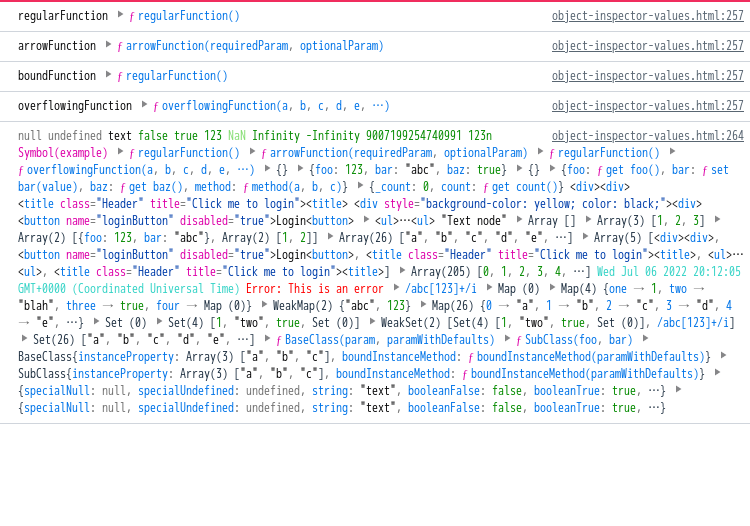 regularFunction ▶ ƒ regularFunction() object-inspector-values.html:257
arrowFunction ▶ ƒ arrowFunction(requiredParam, optionalParam) object-inspector-values.html:257
boundFunction ▶ ƒ regularFunction() object-inspector-values.html:257
overflowingFunction ▶ ƒ overflowingFunction(a, b, c, d, e, …) object-inspector-values.html:257
null undefined text false true 123 NaN Infinity -Infinity 9007199254740991 123n object-inspector-values.html:264
Symbol(example) ▶ ƒ regularFunction() ▶ ƒ arrowFunction(requiredParam, optionalParam) ▶ ƒ regularFunction() ▶
ƒ overflowingFunction(a, b, c, d, e, …) ▶ {} ▶ {foo: 123, bar: "abc", baz: true} ▶ {} ▶ {foo: ƒ get foo(), bar: ƒ set
bar(value), baz: ƒ get baz(), method: ƒ method(a, b, c)} ▶ {_count: 0, count: ƒ get count()} <div><div>
<title class="Header" title="Click me to login"><title> <div style="background-color: yellow; color: black;"><div>
<button name="loginButton" disabled="true">Login<button> ▶ <ul>…<ul> "Text node" ▶ Array [] ▶ Array(3) [1, 2, 3] ▶
Array(2) [{foo: 123, bar: "abc"}, Array(2) [1, 2]] ▶ Array(26) ["a", "b", "c", "d", "e", …] ▶ Array(5) [<div><div>,
<button name="loginButton" disabled="true">Login<button>, <title class="Header" title="Click me to login"><title>, <ul>…
<ul>, <title class="Header" title="Click me to login"><title>] ▶ Array(205) [0, 1, 2, 3, 4, …] Wed Jul 06 2022 20:12:05
GMT+0000 (Coordinated Universal Time) Error: This is an error ▶ /abc[123]+/i ▶ Map (0) ▶ Map(4) {one → 1, two →
"blah", three → true, four → Map (0)} ▶ WeakMap(2) {"abc", 123} ▶ Map(26) {0 → "a", 1 → "b", 2 → "c", 3 → "d", 4
→ "e", …} ▶ Set (0) ▶ Set(4) [1, "two", true, Set (0)] ▶ WeakSet(2) [Set(4) [1, "two", true, Set (0)], /abc[123]+/i]
▶ Set(26) ["a", "b", "c", "d", "e", …] ▶ ƒ BaseClass(param, paramWithDefaults) ▶ ƒ SubClass(foo, bar) ▶
BaseClass{instanceProperty: Array(3) ["a", "b", "c"], boundInstanceMethod: ƒ boundInstanceMethod(paramWithDefaults)} ▶
SubClass{instanceProperty: Array(3) ["a", "b", "c"], boundInstanceMethod: ƒ boundInstanceMethod(paramWithDefaults)} ▶
{specialNull: null, specialUndefined: undefined, string: "text", booleanFalse: false, booleanTrue: true, …} ▶
{specialNull: null, specialUndefined: undefined, string: "text", booleanFalse: false, booleanTrue: true, …}